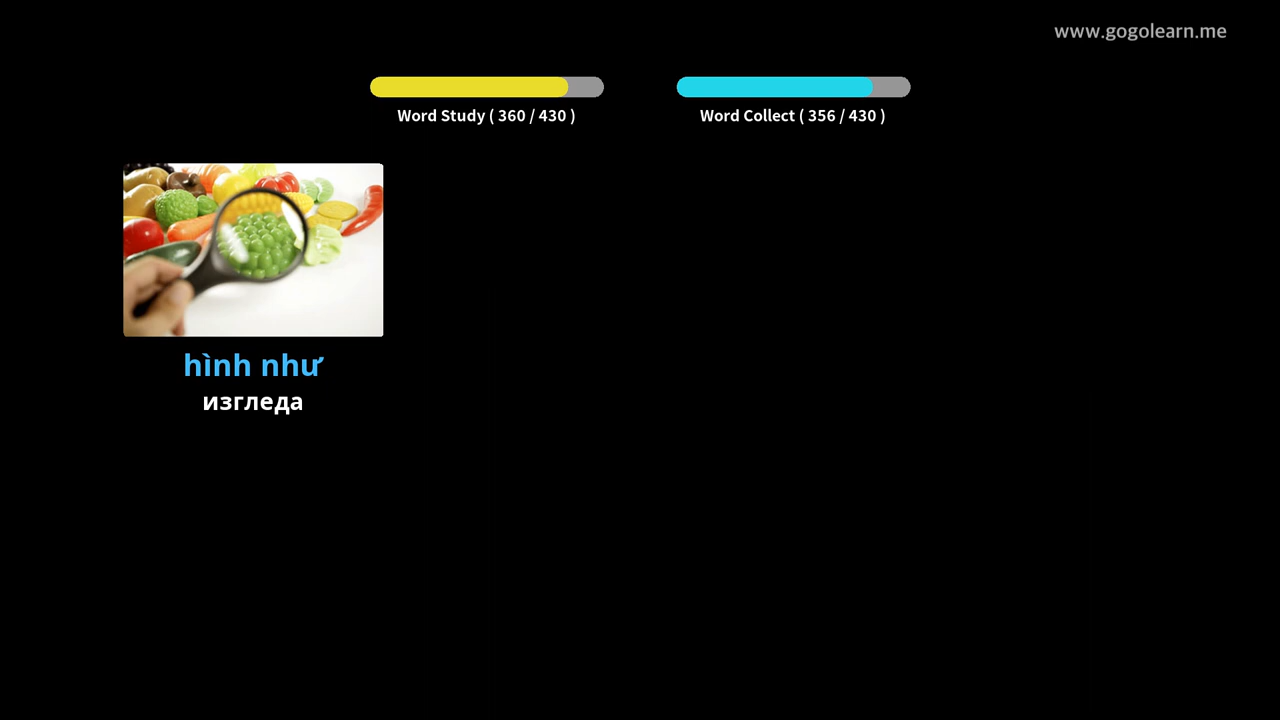 www.gogolearn.me
Word Study ( 360 / 430 )
Word Collect ( 356 / 430 )
hình như
изгледа